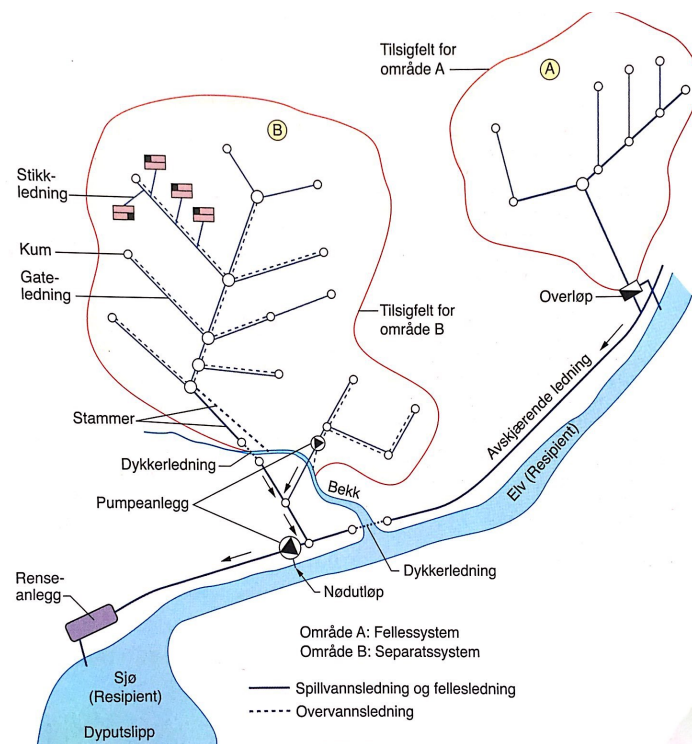 Tilsigfelt for
område A
A
B
Stikk-
ledning
Kum
Gate-
ledning
Overløp
Tilsigfelt for
område B
Avskjærende ledning
Stammer
Dykkerledning
Elv (Resipient)
Bekk
Pumpeanlegg
Dykkerledning
Rense-
anlegg
Nødutløp
Område A: Fellessystem
Område B: Separatssystem
Sjø
(Resipient)
Spillvannsledning og fellesledning
Overvannsledning
Dyputslipp